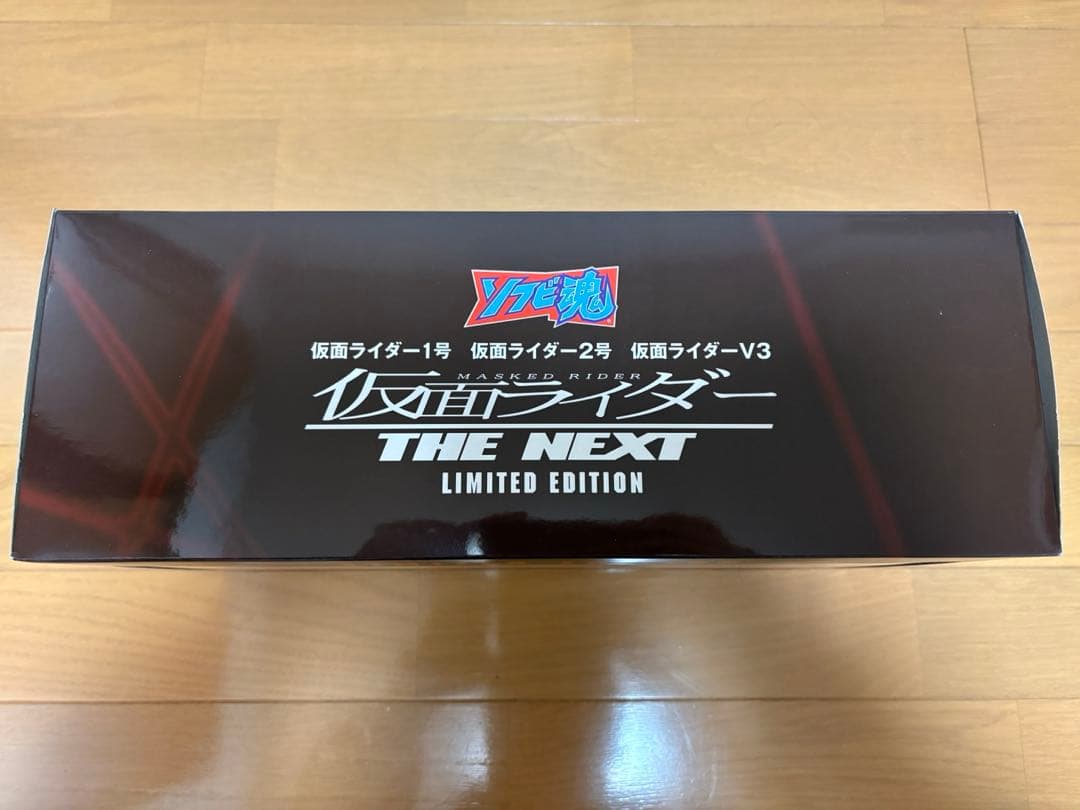 ソフビ魂
仮面ライダー1号 仮面ライダー2号 仮面ライダーV3
MASKED RIDER
仮面ライダー
THE NEXT
LIMITED EDITION